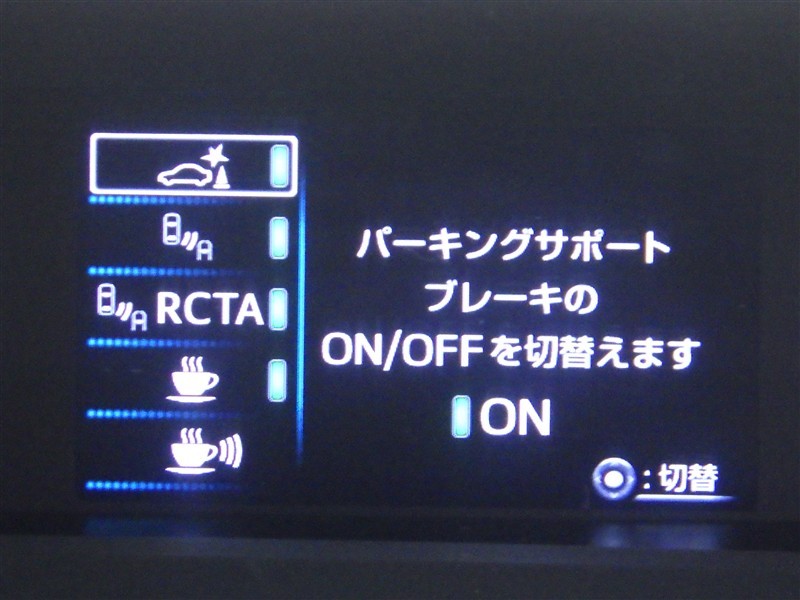 RCTA
パーキングサポート
ブレーキの
ON/OFFを切替えます
ON
:切替